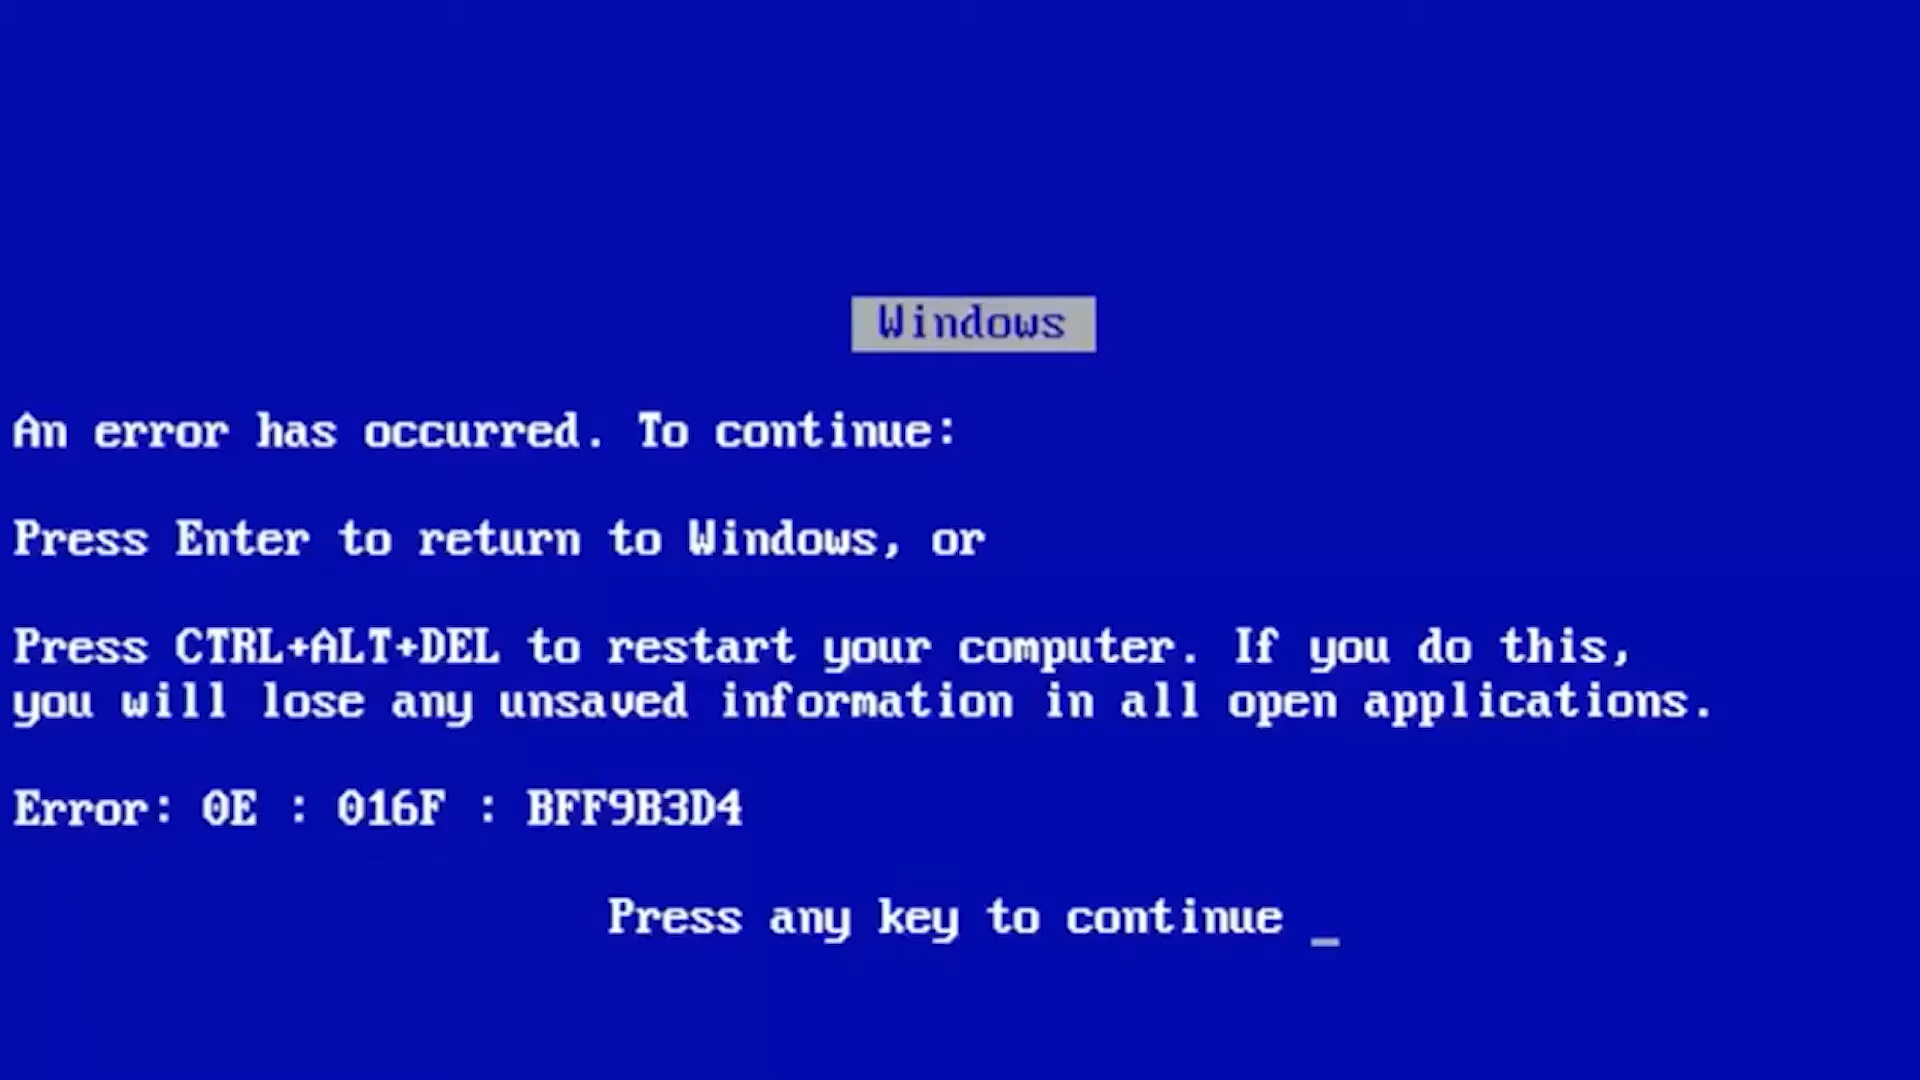 Windows
An error has occurred. To continue:
Press Enter to return to Windows, or
Press CTRL+ALT+DEL to restart your computer. If you do this,
you will lose any unsaved information in all open applications.
Error: 0E : 016F : BFF9B3D4
Press any key to continue _